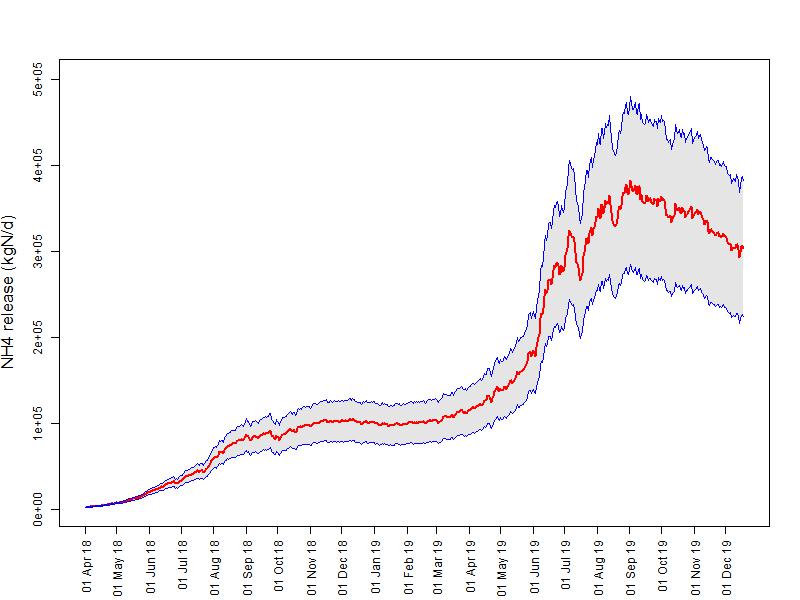 NH4 release (kgN/d)
5e+05
4e+05
3e+05
2e+05
1e+05
0e+00
01 Apr 18
01 May 18
01 Jun 18
01 Jul 18
01 Aug 18
01 Sep 18
01 Oct 18
01 Nov 18
01 Dec 18
01 Jan 19
01 Feb 19
01 Mar 19
01 Apr 19
01 May 19
01 Jun 19
01 Jul 19
01 Aug 19
01 Sep 19
01 Oct 19
01 Nov 19
01 Dec 19